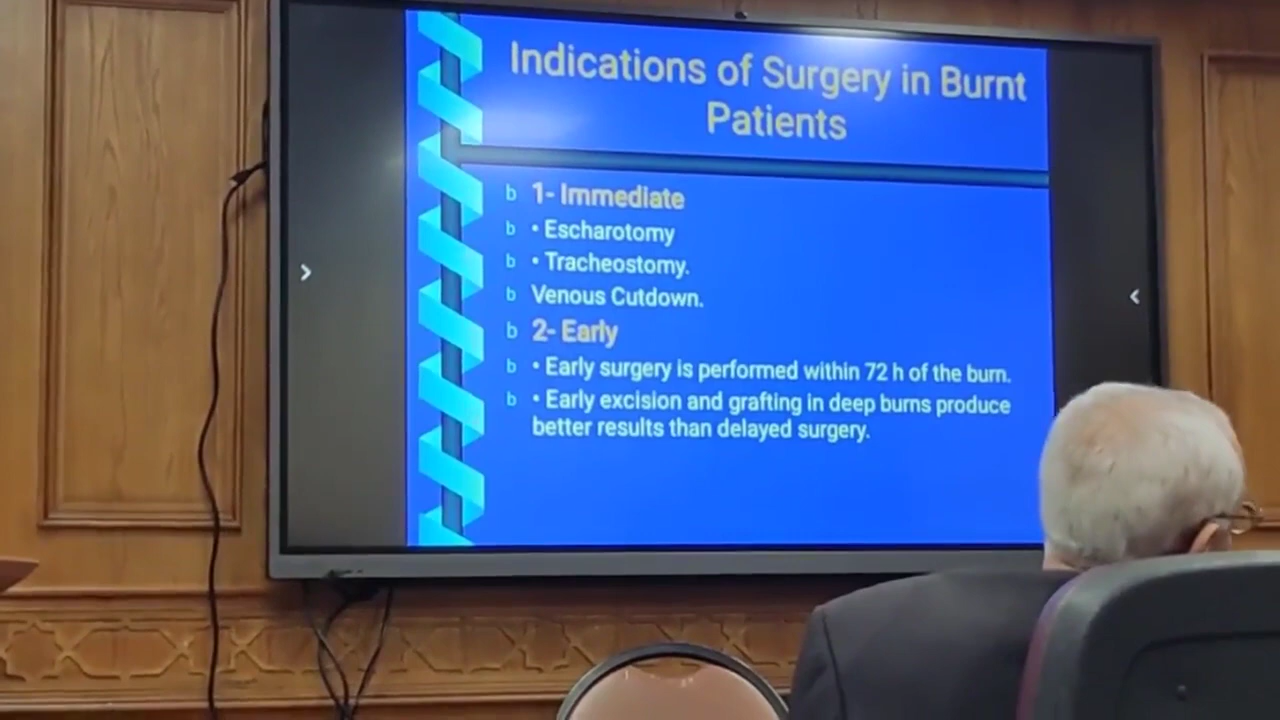 Indications of Surgery in Burnt
Patients
b 1- Immediate
b • Escharotomy
b • Tracheostomy.
b Venous Cutdown.
b 2- Early
b • Early surgery is performed within 72 h of the burn.
b • Early excision and grafting in deep burns produce
better results than delayed surgery.